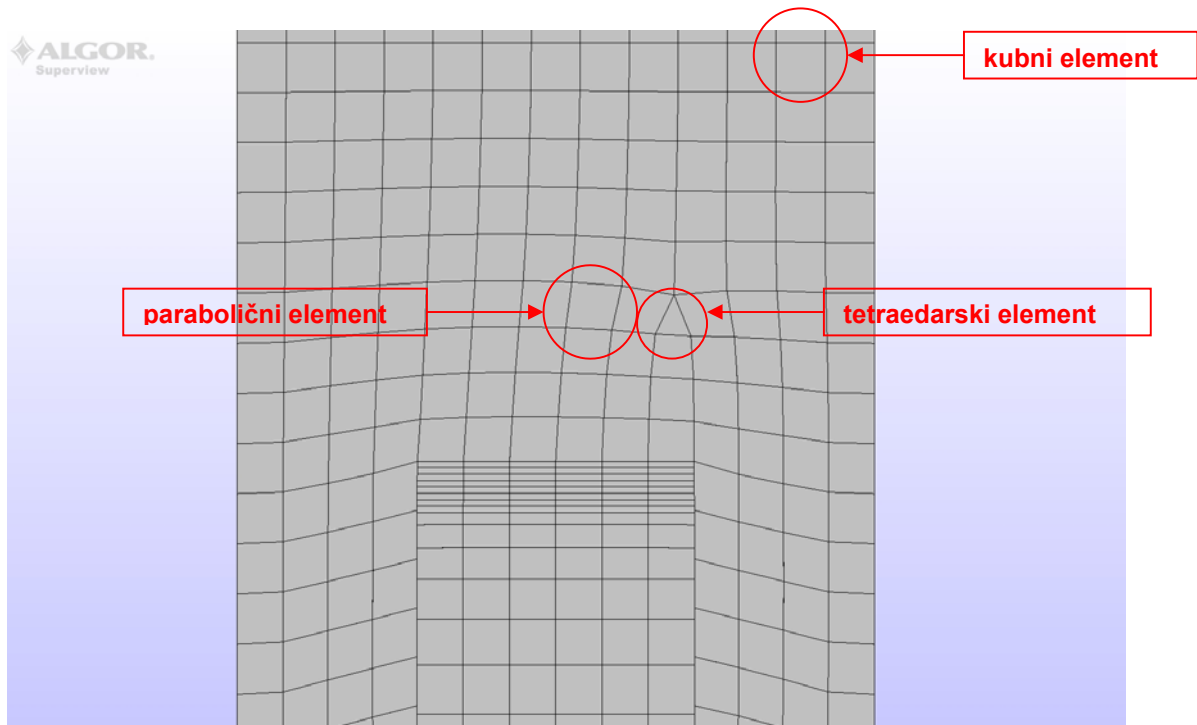 ALGOR.
Superview
kubni element
parabolični element
tetraedarski element